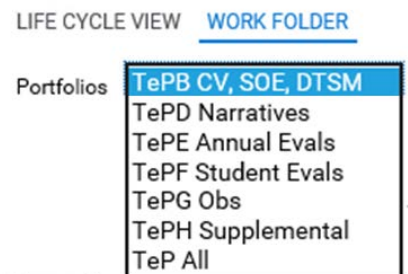 LIFE CYCLE VIEW WORK FOLDER
Portfolios TePB CV, SOE, DTSM
TePD Narratives
TePE Annual Evals
TePF Student Evals
TePG Obs
TePH Supplemental
TeP All